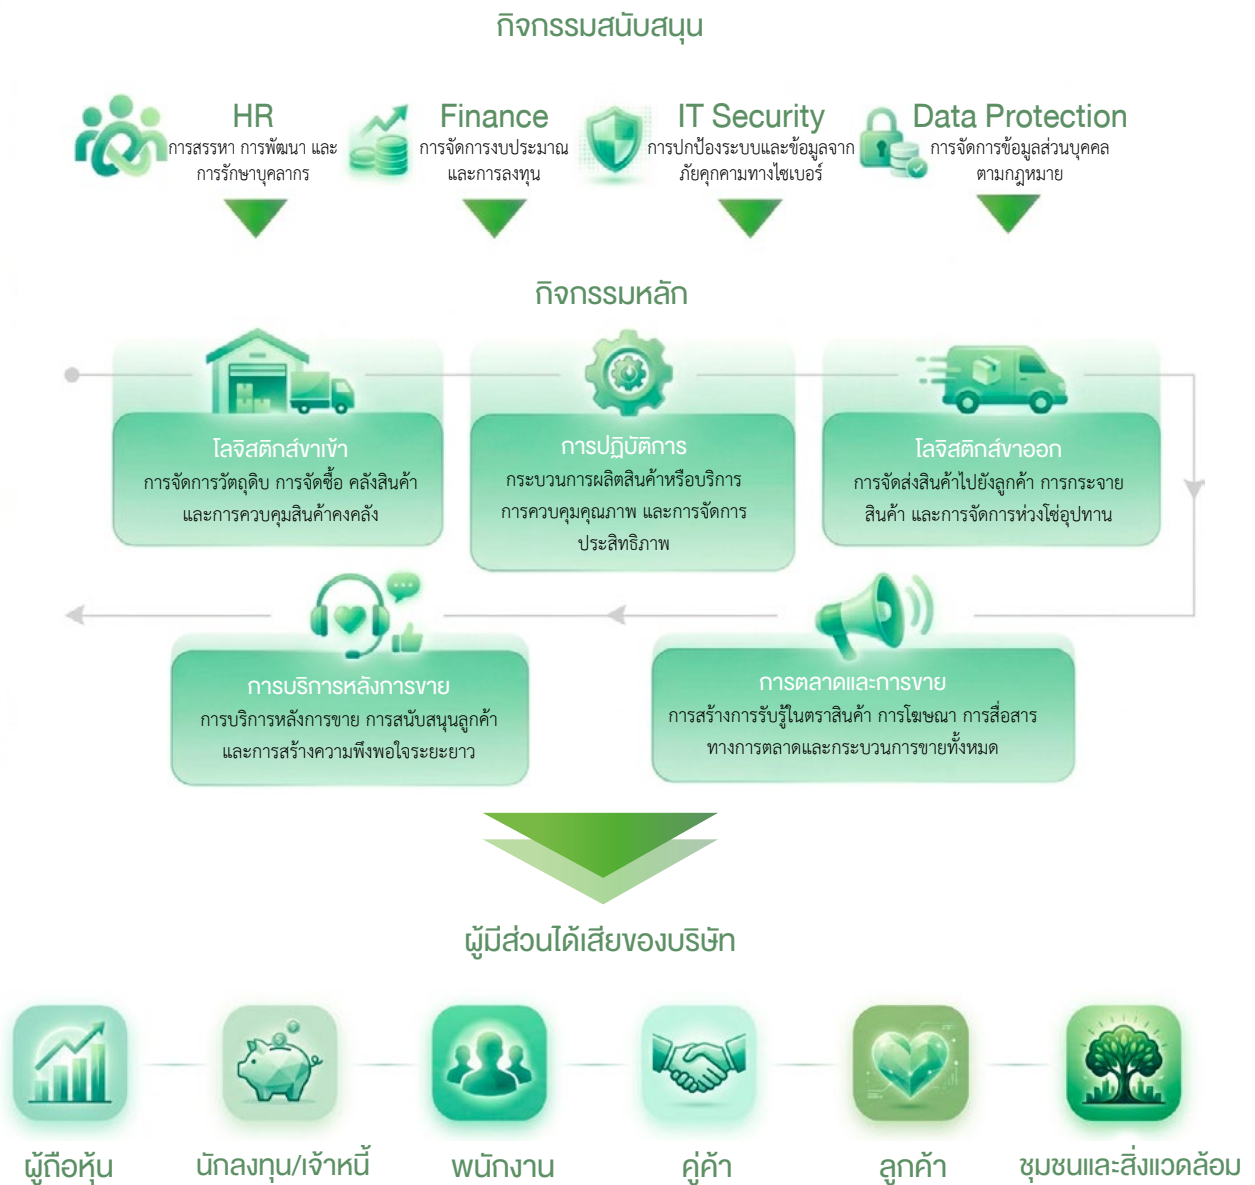 กิจกรรมสนับสนุน
HR
การสรรหา การพัฒนา และ
การรักษาบุคลากร
Finance
การจัดการงบประมาณ
และการลงทุน
IT Security
การปกป้องระบบและข้อมูลจาก
ภัยคุกคามทางไซเบอร์
Data Protection
การจัดการข้อมูลส่วนบุคคล
ตามกฎหมาย
กิจกรรมหลัก
โลจิสติกส์ขาเข้า
การจัดการวัตถุดิบ การจัดซื้อ คลังสินค้า
และการควบคุมสินค้าคงคลัง
การปฏิบัติการ
กระบวนการผลิตสินค้าหรือบริการ
การควบคุมคุณภาพ และการจัดการ
ประสิทธิภาพ
โลจิสติกส์ขาออก
การจัดส่งสินค้าไปยังลูกค้า การกระจาย
สินค้า และการจัดการห่วงโซ่อุปทาน
การบริการหลังการขาย
การบริการหลังการขาย การสนับสนุนลูกค้า
และการสร้างความพึงพอใจระยะยาว
การตลาดและการขาย
การสร้างการรับรู้ในตราสินค้า การโฆษณา การสื่อสาร
ทางการตลาดและกระบวนการขายทั้งหมด
ผู้มีส่วนได้เสียของบริษัท
ผู้ถือหุ้น
นักลงทุน/เจ้าหนี้
พนักงาน
คู่ค้า
ลูกค้า
ชุมชนและสิ่งแวดล้อม